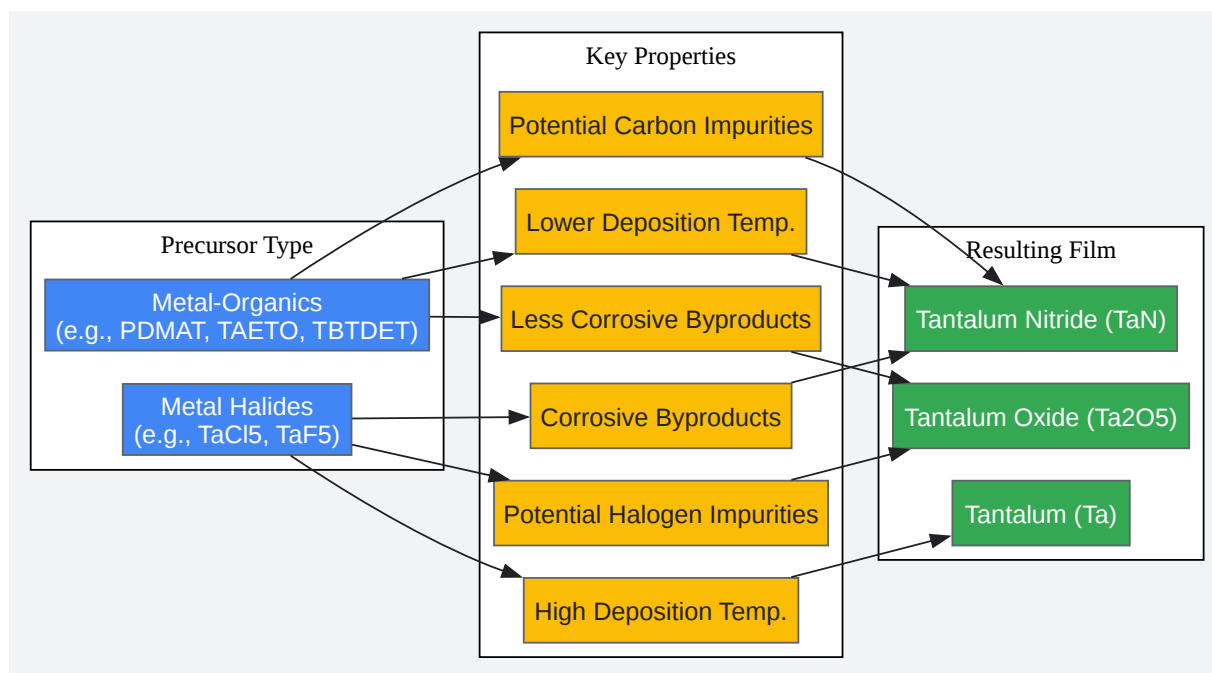 Precursor Type
Metal-Organics
(e.g., PDMAT, TAETO, TBTDET)
Metal Halides
(e.g., TaCl5, TaF5)
Key Properties
Potential Carbon Impurities
Lower Deposition Temp.
Less Corrosive Byproducts
Corrosive Byproducts
Potential Halogen Impurities
High Deposition Temp.
Resulting Film
Tantalum Nitride (TaN)
Tantalum Oxide (Ta2O5)
Tantalum (Ta)